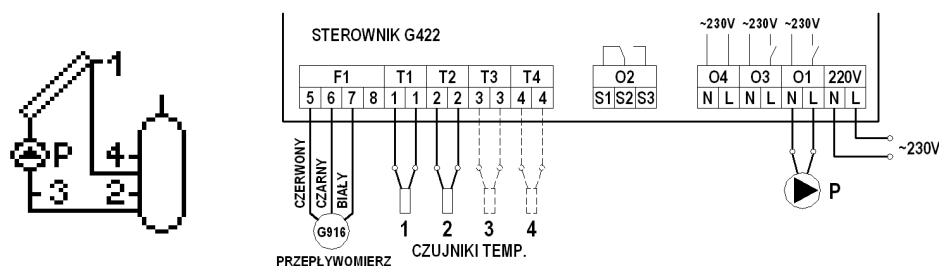 1
P
4
3
2
STEROWNIK G422
~230V ~230V ~230V
F1 T1 T2 T3 T4
5 6 7 8 1 1 2 2 3 3 4 4
O2
S1 S2 S3
O4 O3 O1 220V
N L N L N L N L
~230V
CZERWONY
CZARNY
BIAŁY
G916
PRZEPŁYWOMIERZ
1 2 3 4
CZUJNIKI TEMP.
P